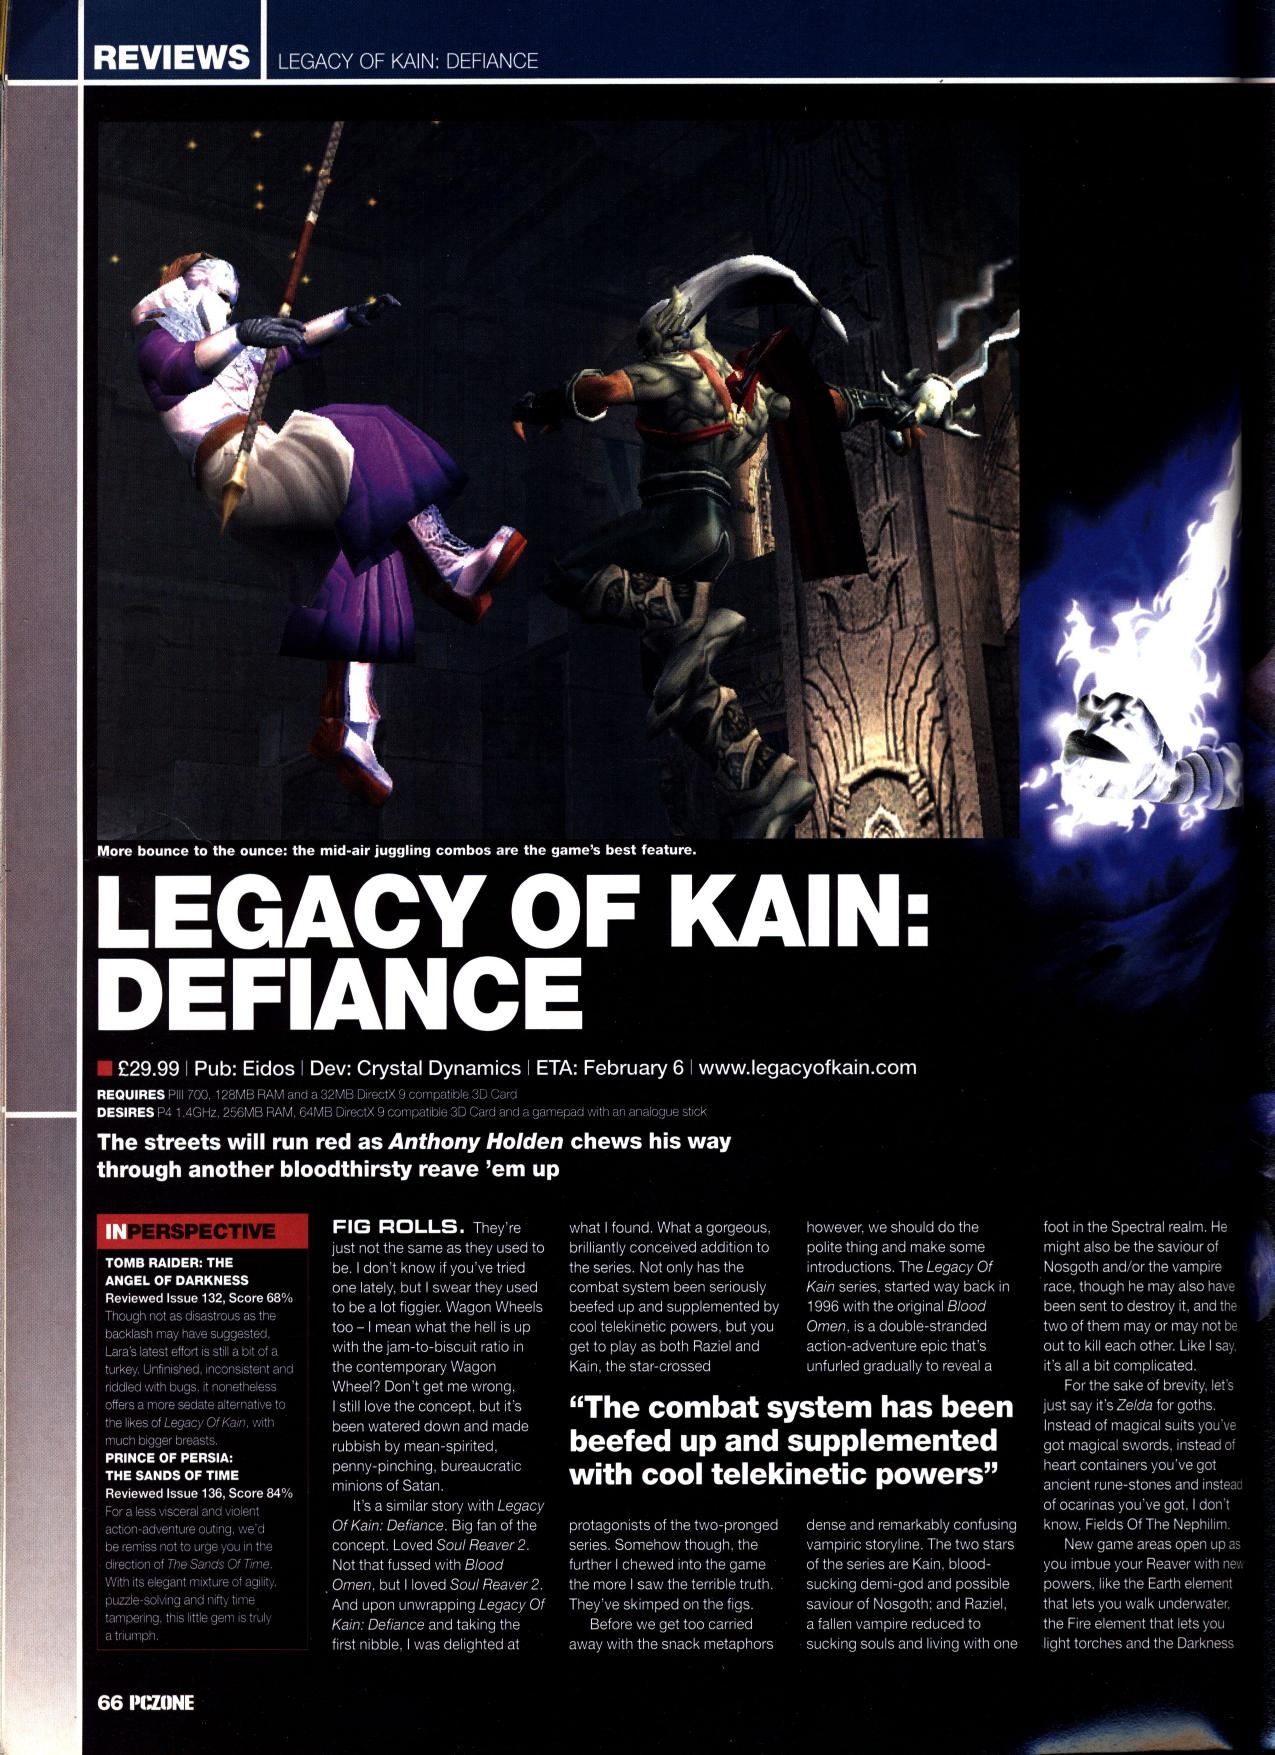 REVIEWS
LEGACY OF KAIN: DEFIANCE
More bounce to the ounce: the mid-air juggling combos are the game's best feature.
LEGACY OF KAIN:
DEFIANCE
£29.99 | Pub: Eidos | Dev: Crystal Dynamics | ETA: February 6 | www.legacyofkain.com
REQUIRES PIII 700, 128MB RAM and a 32MB DirectX 9 compatible 3D Card
DESIRES P4 1.4GHz, 256MB RAM, 64MB DirectX 9 compatible 3D Card and a gamepad with an analogue stick
The streets will run red as Anthony Holden chews his way
through another bloodthirsty reave 'em up
INPERSPECTIVE
TOMB RAIDER: THE
ANGEL OF DARKNESS
Reviewed Issue 132, Score 68%
Though not as disastrous as the
backlash may have suggested,
Lara's latest effort is still a bit of a
turkey. Unfinished, inconsistent and
riddled with bugs, it nonetheless
offers a more sedate alternative to
the likes of Legacy Of Kain, with
much bigger breasts.
PRINCE OF PERSIA:
THE SANDS OF TIME
Reviewed Issue 136, Score 84%
For a less visceral and violent
action-adventure outing, we'd
be remiss not to urge you in the
direction of The Sands Of Time.
With its elegant mixture of agility,
puzzle-solving and nifty time
tampering, this little gem is truly
a triumph.
FIG ROLLS. They're
just not the same as they used to
be. I don't know if you've tried
one lately, but I swear they used
to be a lot figgier. Wagon Wheels
too – I mean what the hell is up
with the jam-to-biscuit ratio in
the contemporary Wagon
Wheel? Don't get me wrong,
I still love the concept, but it's
been watered down and made
rubbish by mean-spirited,
penny-pinching, bureaucratic
minions of Satan.
It's a similar story with Legacy
Of Kain: Defiance. Big fan of the
concept. Loved Soul Reaver 2.
Not that fussed with Blood
Omen, but I loved Soul Reaver 2.
And upon unwrapping Legacy Of
Kain: Defiance and taking the
first nibble, I was delighted at
what I found. What a gorgeous,
brilliantly conceived addition to
the series. Not only has the
combat system been seriously
beefed up and supplemented by
cool telekinetic powers, but you
get to play as both Raziel and
Kain, the star-crossed
"The combat system has been
beefed up and supplemented
with cool telekinetic powers"
protagonists of the two-pronged
series. Somehow though, the
further I chewed into the game
the more I saw the terrible truth.
They've skimped on the figs.
Before we get too carried
away with the snack metaphors
however, we should do the
polite thing and make some
introductions. The Legacy Of
Kain series, started way back in
1996 with the original Blood
Omen, is a double-stranded
action-adventure epic that's
unfurled gradually to reveal a
dense and remarkably confusing
vampiric storyline. The two stars
of the series are Kain, blood-
sucking demi-god and possible
saviour of Nosgoth; and Raziel,
a fallen vampire reduced to
sucking souls and living with one
foot in the Spectral realm. He
might also be the saviour of
Nosgoth and/or the vampire
race, though he may also have
been sent to destroy it, and the
two of them may or may not be
out to kill each other. Like I say,
it's all a bit complicated.
For the sake of brevity, let's
just say it's Zelda for goths.
Instead of magical suits you've
got magical swords, instead of
heart containers you've got
ancient rune-stones and instead
of ocarinas you've got, I don't
know, Fields Of The Nephilim.
New game areas open up as
you imbue your Reaver with new
powers, like the Earth element
that lets you walk underwater,
the Fire element that lets you
light torches and the Darkness
66 PCZONE